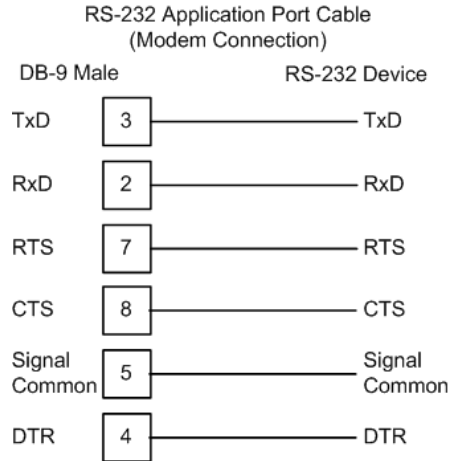 RS-232 Application Port Cable
(Modem Connection)
DB-9 Male RS-232 Device
TxD 3 TxD
RxD 2 RxD
RTS 7 RTS
CTS 8 CTS
Signal Common 5 Signal Common
DTR 4 DTR